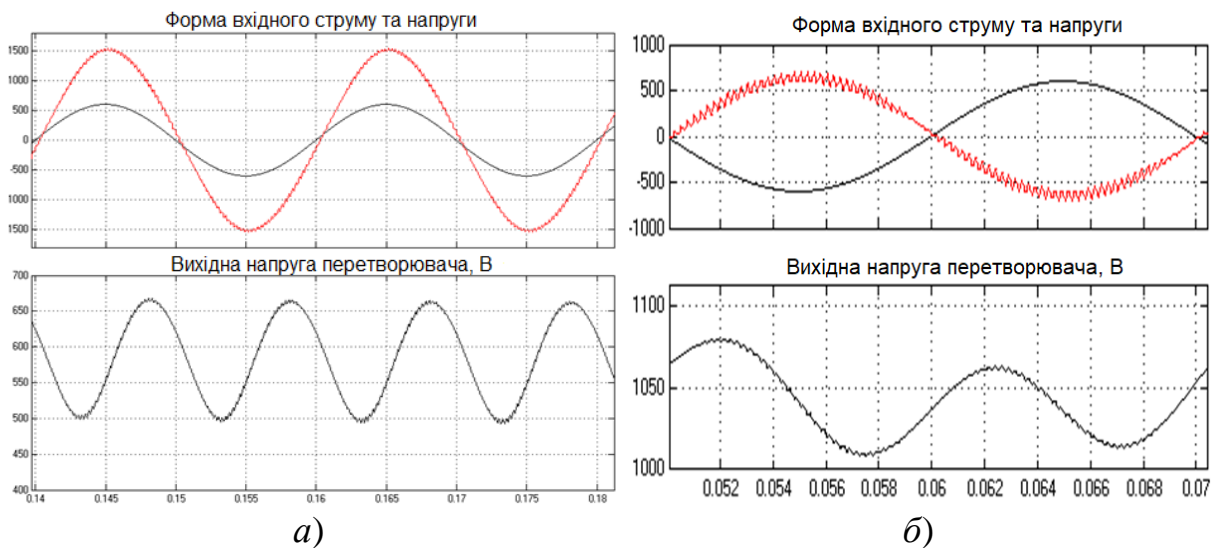 Форма вхідного струму та напруги
1500
1000
500
0
500
1000
1500
Вихідна напруга перетворювача, В
700
650
600
550
500
450
400
0.14 0.145 0.15 0.155 0.16 0.165 0.17 0.175 0.18
а)
Форма вхідного струму та напруги
1000
500
0
-500
-1000
Вихідна напруга перетворювача, В
1100
1050
1000
0.052 0.054 0.056 0.058 0.06 0.062 0.064 0.066 0.068 0.07
б)